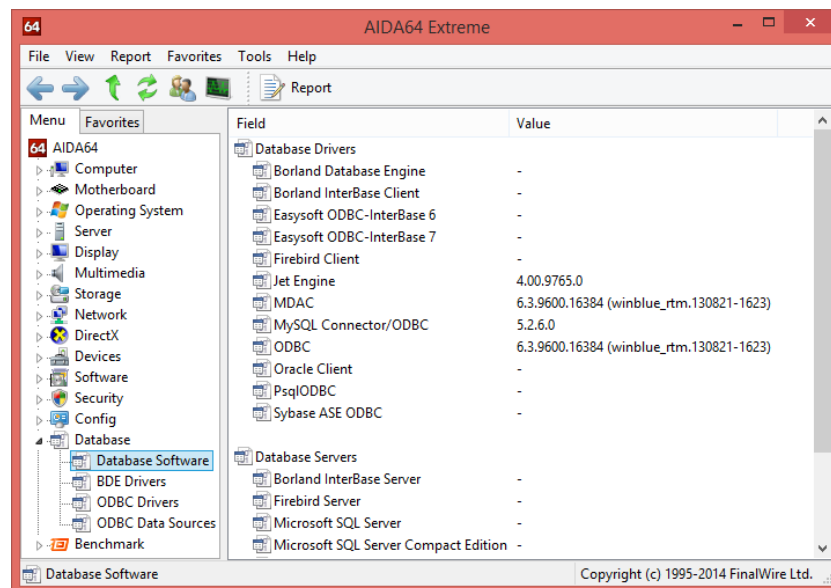 64 AIDA64 Extreme
File View Report Favorites Tools Help
Report
Menu Favorites
64 AIDA64
Computer
Motherboard
Operating System
Server
Display
Multimedia
Storage
Network
DirectX
Devices
Software
Security
Config
Database
Database Software
BDE Drivers
ODBC Drivers
ODBC Data Sources
Benchmark
Field Value
Database Drivers
Borland Database Engine -
Borland InterBase Client -
Easysoft ODBC-InterBase 6 -
Easysoft ODBC-InterBase 7 -
Firebird Client -
Jet Engine 4.00.9765.0
MDAC 6.3.9600.16384 (winblue_rtm.130821-1623)
MySQL Connector/ODBC 5.2.6.0
ODBC 6.3.9600.16384 (winblue_rtm.130821-1623)
Oracle Client -
PsqlODBC -
Sybase ASE ODBC -
Database Servers
Borland InterBase Server -
Firebird Server -
Microsoft SQL Server -
Microsoft SQL Server Compact Edition -
Database Software Copyright (c) 1995-2014 FinalWire Ltd.